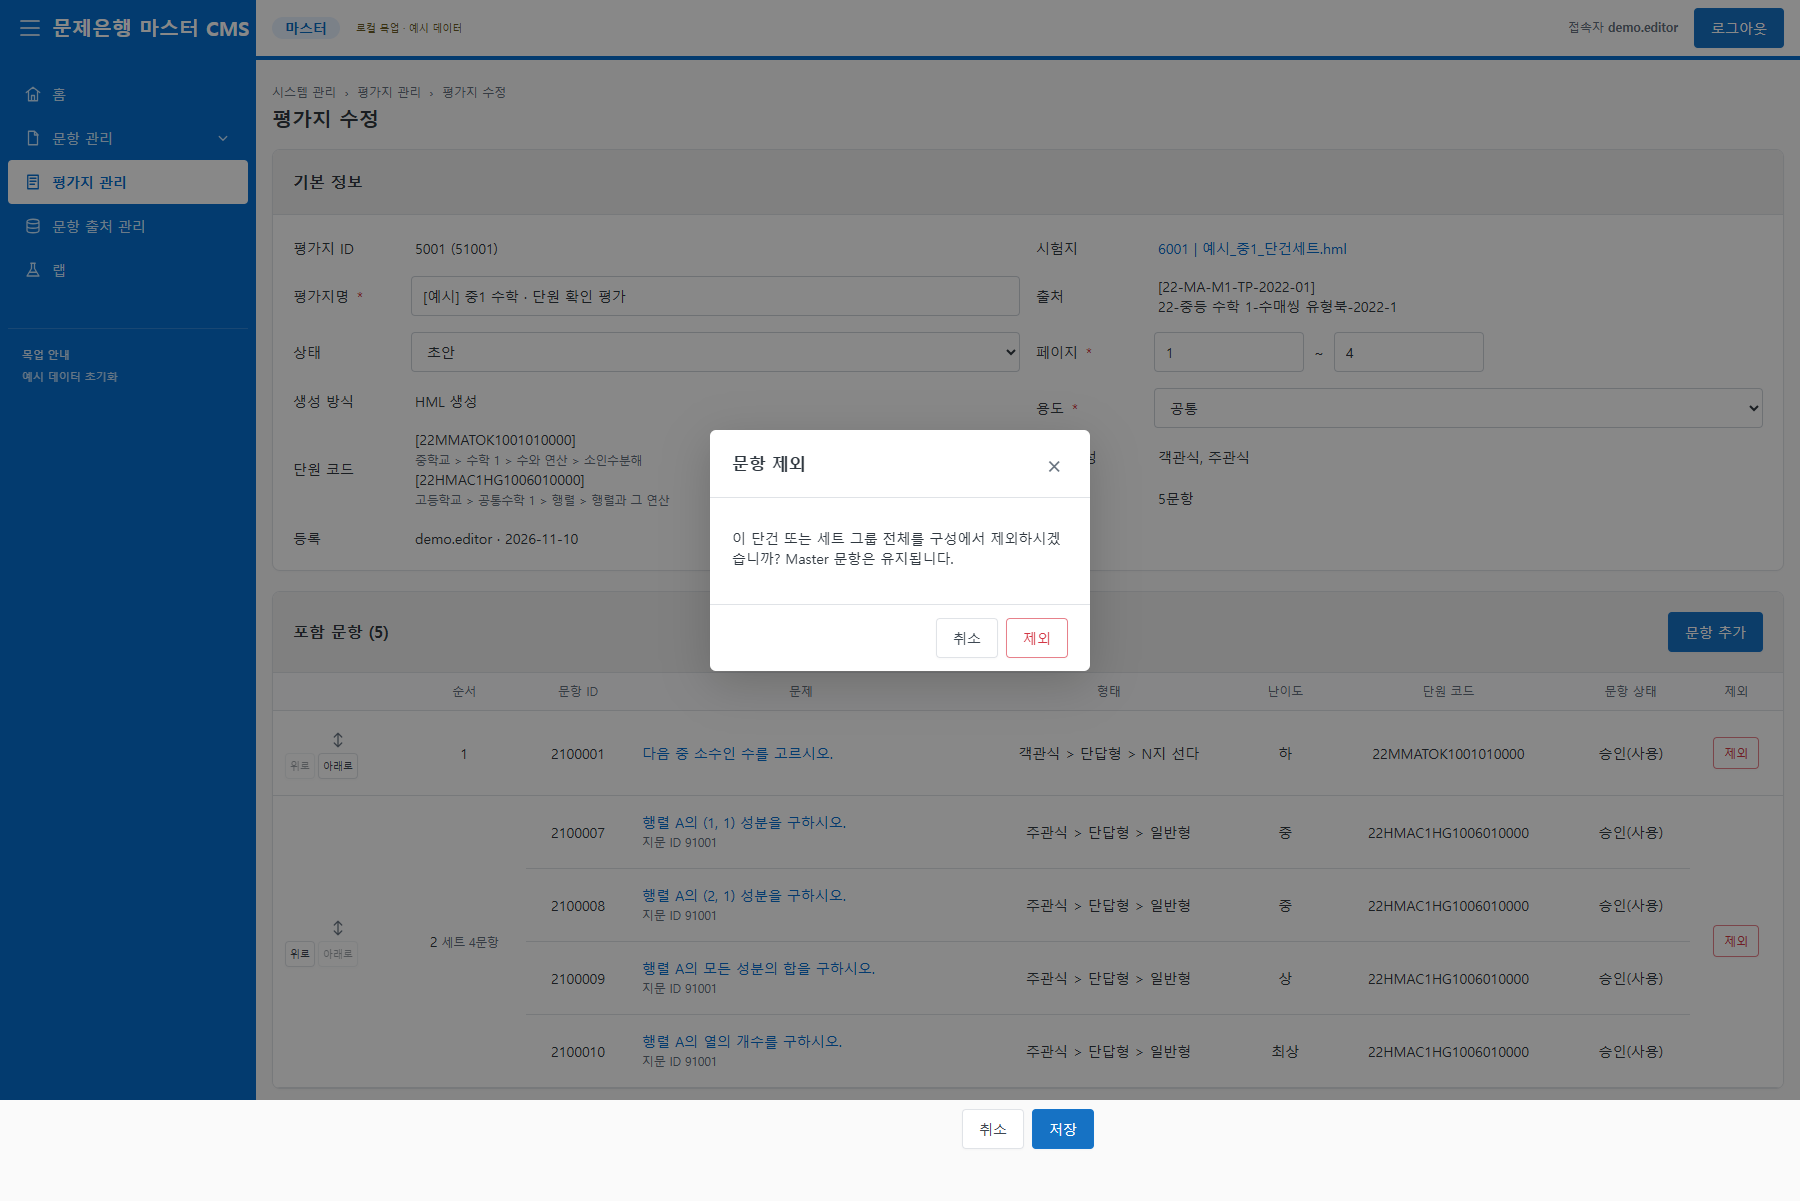 문제은행 마스터 CMS
마스터
로컬 목업 · 예시 데이터
접속자 demo.editor
로그아웃
홈
문항 관리
평가지 관리
문항 출처 관리
랩
목업 안내
예시 데이터 초기화
시스템 관리 › 평가지 관리 › 평가지 수정
평가지 수정
기본 정보
평가지 ID
5001 (51001)
시험지
6001 | 예시_중1_단건세트.hml
평가지명 *
[예시] 중1 수학 · 단원 확인 평가
출처
[22-MA-M1-TP-2022-01]
22-중등 수학 1-수매씽 유형북-2022-1
상태
초안
페이지 *
1
~
4
생성 방식
HML 생성
용도 *
공통
단원 코드
[22MMATOK1001010000]
중학교 > 수학 1 > 수와 연산 > 소인수분해
[22HMAC1HG1006010000]
고등학교 > 공통수학 1 > 행렬 > 행렬과 그 연산
객관식, 주관식
5문항
등록
demo.editor · 2026-11-10
문항 제외
×
이 단건 또는 세트 그룹 전체를 구성에서 제외하시겠
습니까? Master 문항은 유지됩니다.
취소
제외
포함 문항 (5)
문항 추가
순서
문항 ID
문제
형태
난이도
단원 코드
문항 상태
제외
위로
아래로
1
2100001
다음 중 소수인 수를 고르시오.
객관식 > 단답형 > N지 선다
하
22MMATOK1001010000
승인(사용)
제외
위로
아래로
2 세트 4문항
2100007
행렬 A의 (1, 1) 성분을 구하시오.
지문 ID 91001
주관식 > 단답형 > 일반형
중
22HMAC1HG1006010000
승인(사용)
2100008
행렬 A의 (2, 1) 성분을 구하시오.
지문 ID 91001
주관식 > 단답형 > 일반형
중
22HMAC1HG1006010000
승인(사용)
제외
2100009
행렬 A의 모든 성분의 합을 구하시오.
지문 ID 91001
주관식 > 단답형 > 일반형
상
22HMAC1HG1006010000
승인(사용)
2100010
행렬 A의 열의 개수를 구하시오.
지문 ID 91001
주관식 > 단답형 > 일반형
최상
22HMAC1HG1006010000
승인(사용)
취소
저장